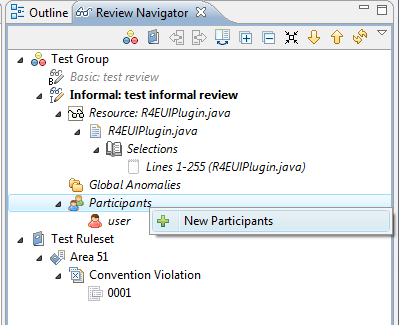 Outline Review Navigator
Test Group
Basic: test review
Informal: test informal review
Resource: R4EUIPlugin.java
R4EUIPlugin.java
Selections
Lines 1-255 (R4EUIPlugin.java)
Global Anomalies
Participants
user
New Participants
Test Ruleset
Area 51
Convention Violation
0001